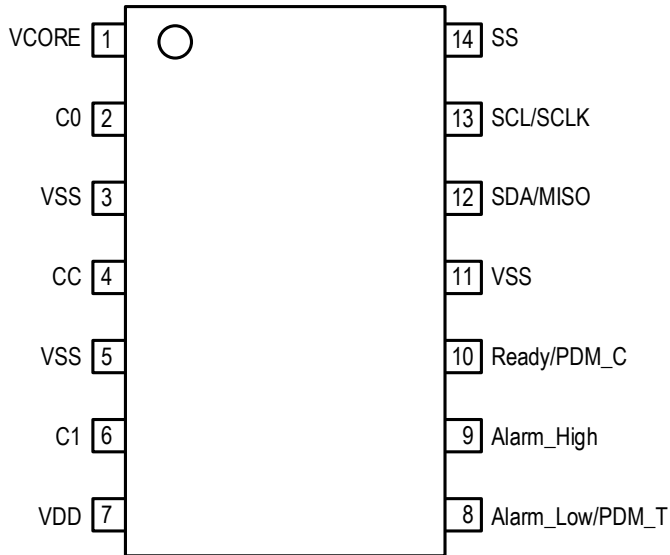 VCORE 1 14 SS
C0 2 13 SCL/SCLK
VSS 3 12 SDA/MISO
CC 4 11 VSS
VSS 5 10 Ready/PDM_C
C1 6 9 Alarm_High
VDD 7 8 Alarm_Low/PDM_T